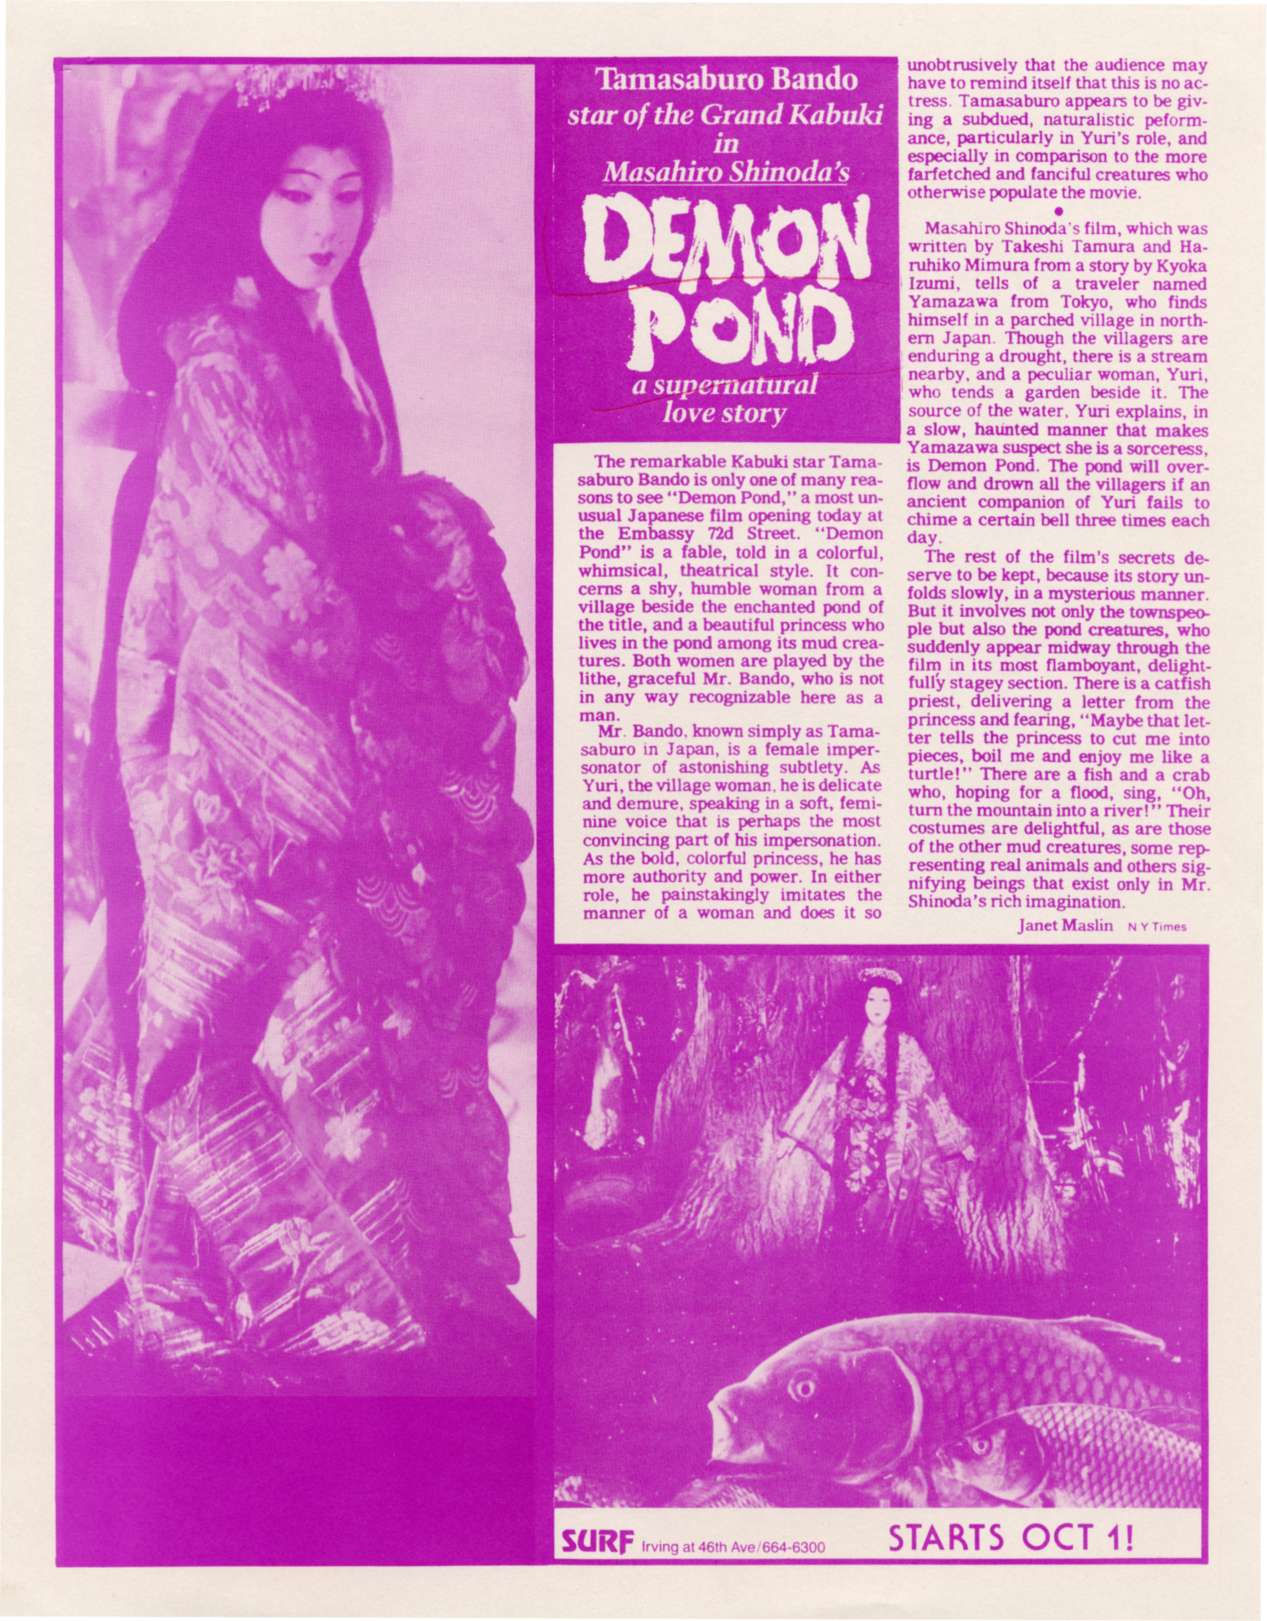 Tamasaburo Bando
star of the Grand Kabuki
in
Masahiro Shinoda's
DEMON
POND
a supernatural
love story
The remarkable Kabuki star Tama-
saburo Bando is only one of many rea-
sons to see "Demon Pond," a most un-
usual Japanese film opening today at
the Embassy 72d Street. "Demon
Pond" is a fable, told in a colorful,
whimsical, theatrical style. It con-
cerns a shy, humble woman from a
village beside the enchanted pond of
the title, and a beautiful princess who
lives in the pond among its mud crea-
tures. Both women are played by the
lithe, graceful Mr. Bando, who is not
in any way recognizable here as a
man.
Mr. Bando, known simply as Tama-
saburo in Japan, is a female imper-
sonator of astonishing subtlety. As
Yuri, the village woman, he is delicate
and demure, speaking in a soft, femi-
nine voice that is perhaps the most
convincing part of his impersonation.
As the bold, colorful princess, he has
more authority and power. In either
role, he painstakingly imitates the
manner of a woman and does it so
unobtrusively that the audience may
have to remind itself that this is no ac-
tress. Tamasaburo appears to be giv-
ing a subdued, naturalistic peform-
ance, particularly in Yuri's role, and
especially in comparison to the more
farfetched and fanciful creatures who
otherwise populate the movie.
•
Masahiro Shinoda's film, which was
written by Takeshi Tamura and Ha-
ruhiko Mimura from a story by Kyoka
Izumi, tells of a traveler named
Yamazawa from Tokyo, who finds
himself in a parched village in north-
ern Japan. Though the villagers are
enduring a drought, there is a stream
nearby, and a peculiar woman, Yuri,
who tends a garden beside it. The
source of the water, Yuri explains, in
a slow, haunted manner that makes
Yamazawa suspect she is a sorceress,
is Demon Pond. The pond will over-
flow and drown all the villagers if an
ancient companion of Yuri fails to
chime a certain bell three times each
day.
The rest of the film's secrets de-
serve to be kept, because its story un-
folds slowly, in a mysterious manner.
But it involves not only the townspeo-
ple but also the pond creatures, who
suddenly appear midway through the
film in its most flamboyant, delight-
fully stagey section. There is a catfish
priest, delivering a letter from the
princess and fearing, "Maybe that let-
ter tells the princess to cut me into
pieces, boil me and enjoy me like a
turtle!" There are a fish and a crab
who, hoping for a flood, sing, "Oh,
turn the mountain into a river!" Their
costumes are delightful, as are those
of the other mud creatures, some rep-
resenting real animals and others sig-
nifying beings that exist only in Mr.
Shinoda's rich imagination.
Janet Maslin N Y Times
SURF Irving at 46th Ave/664-6300
STARTS OCT 1!